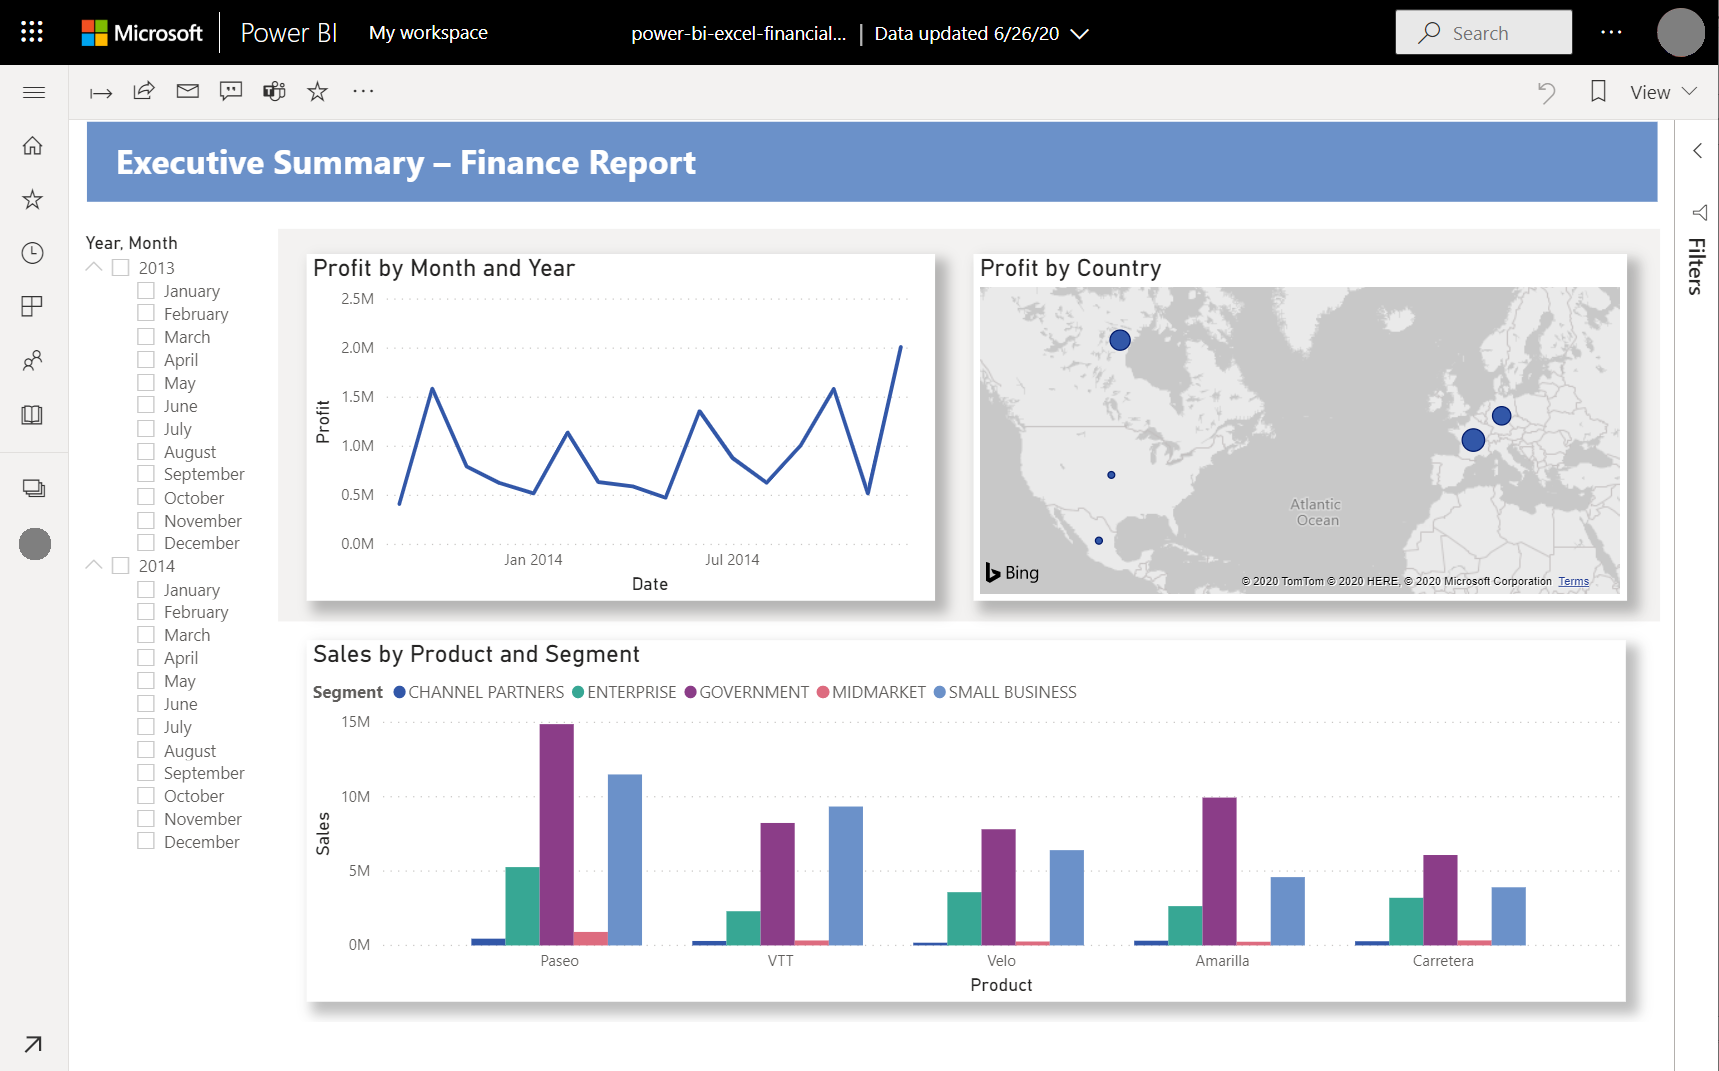 Microsoft Power BI My workspace power-bi-excel-financial... | Data updated 6/26/20 Search
View
Executive Summary – Finance Report
Filters
Year, Month
2013
January
February
March
April
May
June
July
August
September
October
November
December
2014
January
February
March
April
May
June
July
August
September
October
November
December
Profit by Month and Year
2.5M
2.0M
1.5M
1.0M
0.5M
0.0M
Profit
Jan 2014 Jul 2014
Date
Profit by Country
Atlantic
Ocean
Bing
© 2020 TomTom © 2020 HERE, © 2020 Microsoft Corporation Terms
Sales by Product and Segment
Segment CHANNEL PARTNERS ENTERPRISE GOVERNMENT MIDMARKET SMALL BUSINESS
15M
10M
5M
0M
Sales
Paseo VTT Velo Amarilla Carretera
Product